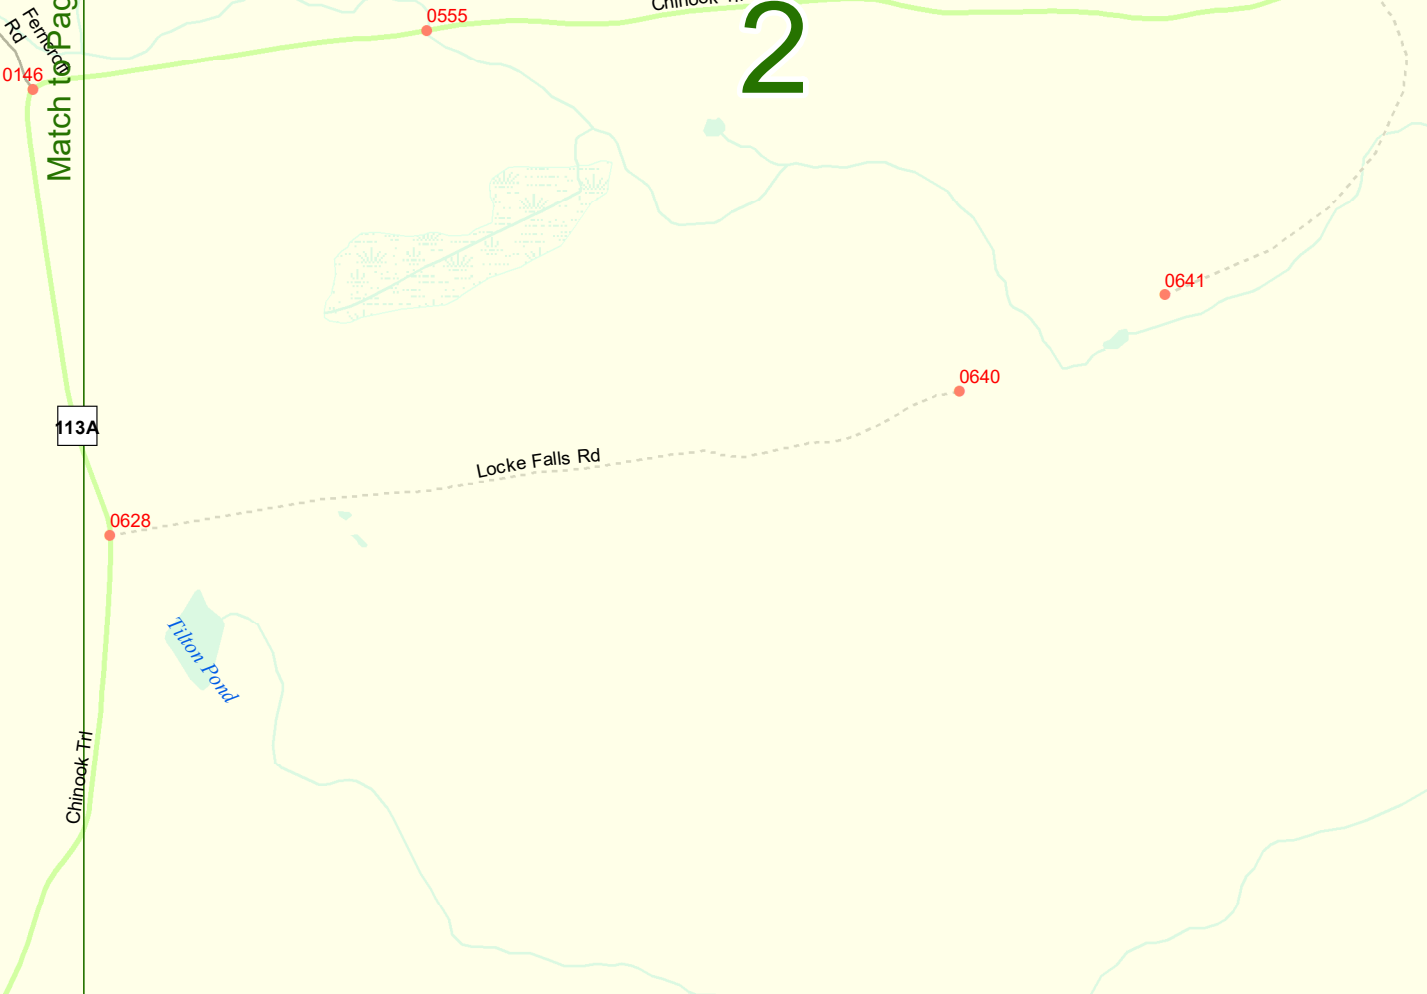 Chinook
2
0555
Ferncroft
Rd
0146
Match to Pag
0641
0640
113A
Locke Falls Rd
0628
Tilton Pond
Chinook Trl